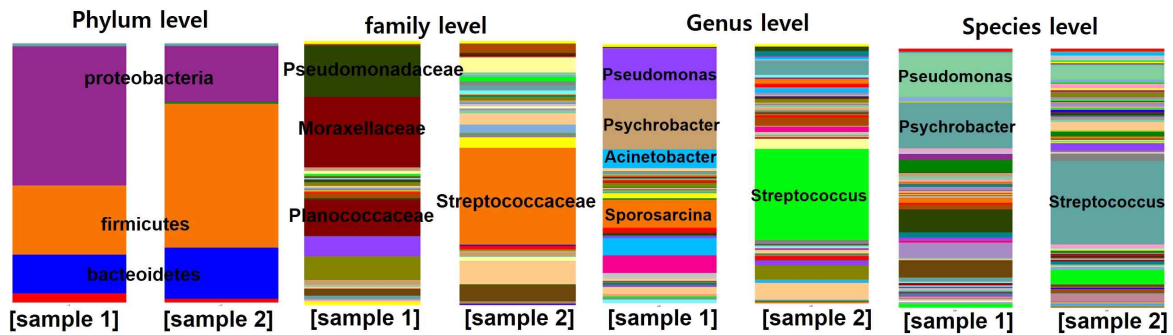 Phylum level
family level
Genus level
Species level
proteobacteria
firmicutes
bacteoidetes
Pseudomonadaceae
Moraxellaceae
Planococcaceae
Streptococcaceae
Pseudomonas
Psychrobacter
Acinetobacter
Sporosarcina
Streptococcus
Pseudomonas
Psychrobacter
Streptococcus
[sample 1] [sample 2] [sample 1] [sample 2] [sample 1] [sample 2] [sample 1] [sample 2]